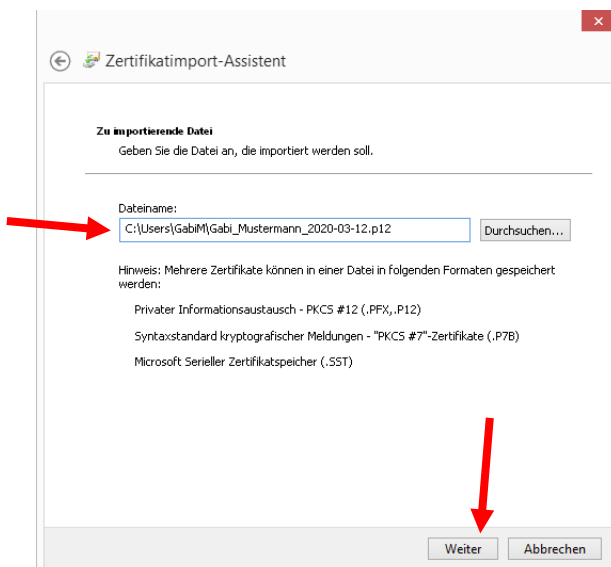 Zertifikatimport-Assistent
Zu importierende Datei
Geben Sie die Datei an, die importiert werden soll.
Dateiname:
C:\Users\GabiM\Gabi_Mustermann_2020-03-12.p12
Durchsuchen...
Hinweis: Mehrere Zertifikate können in einer Datei in folgenden Formaten gespeichert
werden:
Privater Informationsaustausch - PKCS #12 (.PFX,.P12)
Syntaxstandard kryptografischer Meldungen - "PKCS #7"-Zertifikate (.P7B)
Microsoft Serieller Zertifikatspeicher (.SST)
Weiter
Abbrechen